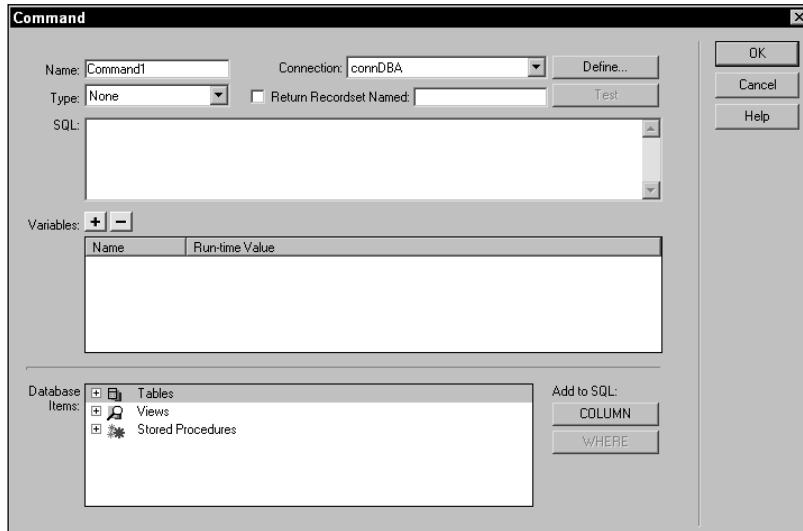 Command
Name: Command1
Connection: connDBA
Define...
OK
Type: None
Return Recordset Named:
Test
Cancel
SQL:
Help
Variables: + −
Name Run-time Value
Database Items:
Tables
Views
Stored Procedures
Add to SQL:
COLUMN
WHERE